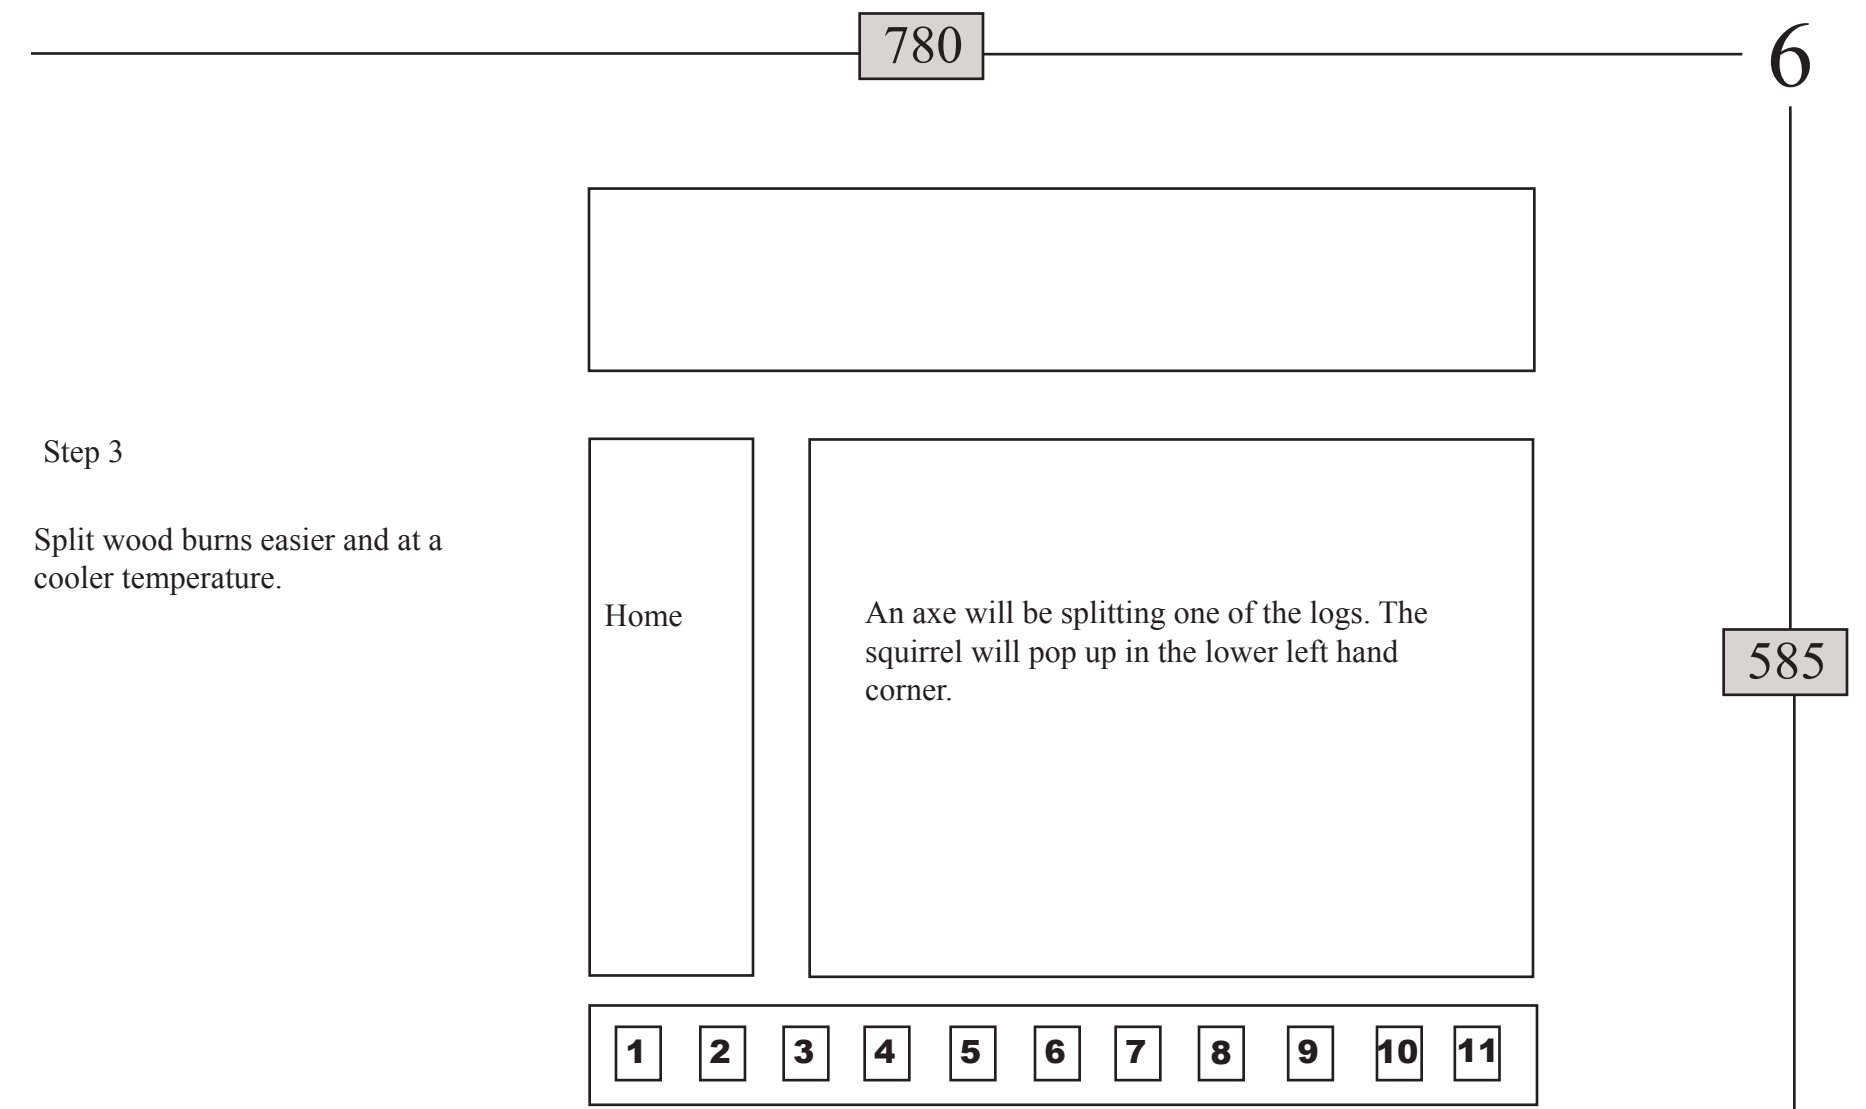 780
6
Step 3
Split wood burns easier and at a
cooler temperature.
Home
An axe will be splitting one of the logs. The
squirrel will pop up in the lower left hand
corner.
585
1 2 3 4 5 6 7 8 9 10 11